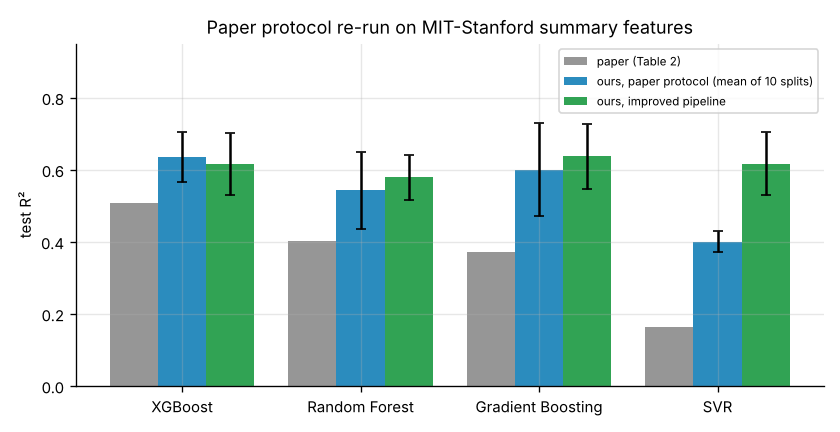 Paper protocol re-run on MIT-Stanford summary features
paper (Table 2)
ours, paper protocol (mean of 10 splits)
ours, improved pipeline
test R²
0.8
0.6
0.4
0.2
0.0
XGBoost
Random Forest
Gradient Boosting
SVR